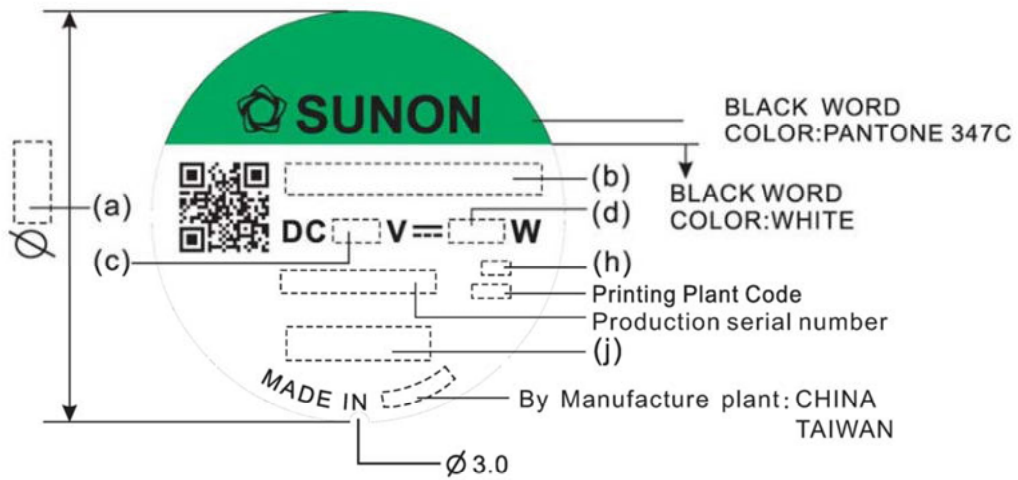 SUNON
BLACK WORD
COLOR:PANTONE 347C
BLACK WORD
COLOR:WHITE
(a)
Ø
(b)
DC V W
(d)
(c)
(h)
Printing Plant Code
Production serial number
(j)
MADE IN
By Manufacture plant: CHINA
TAIWAN
Ø 3.0